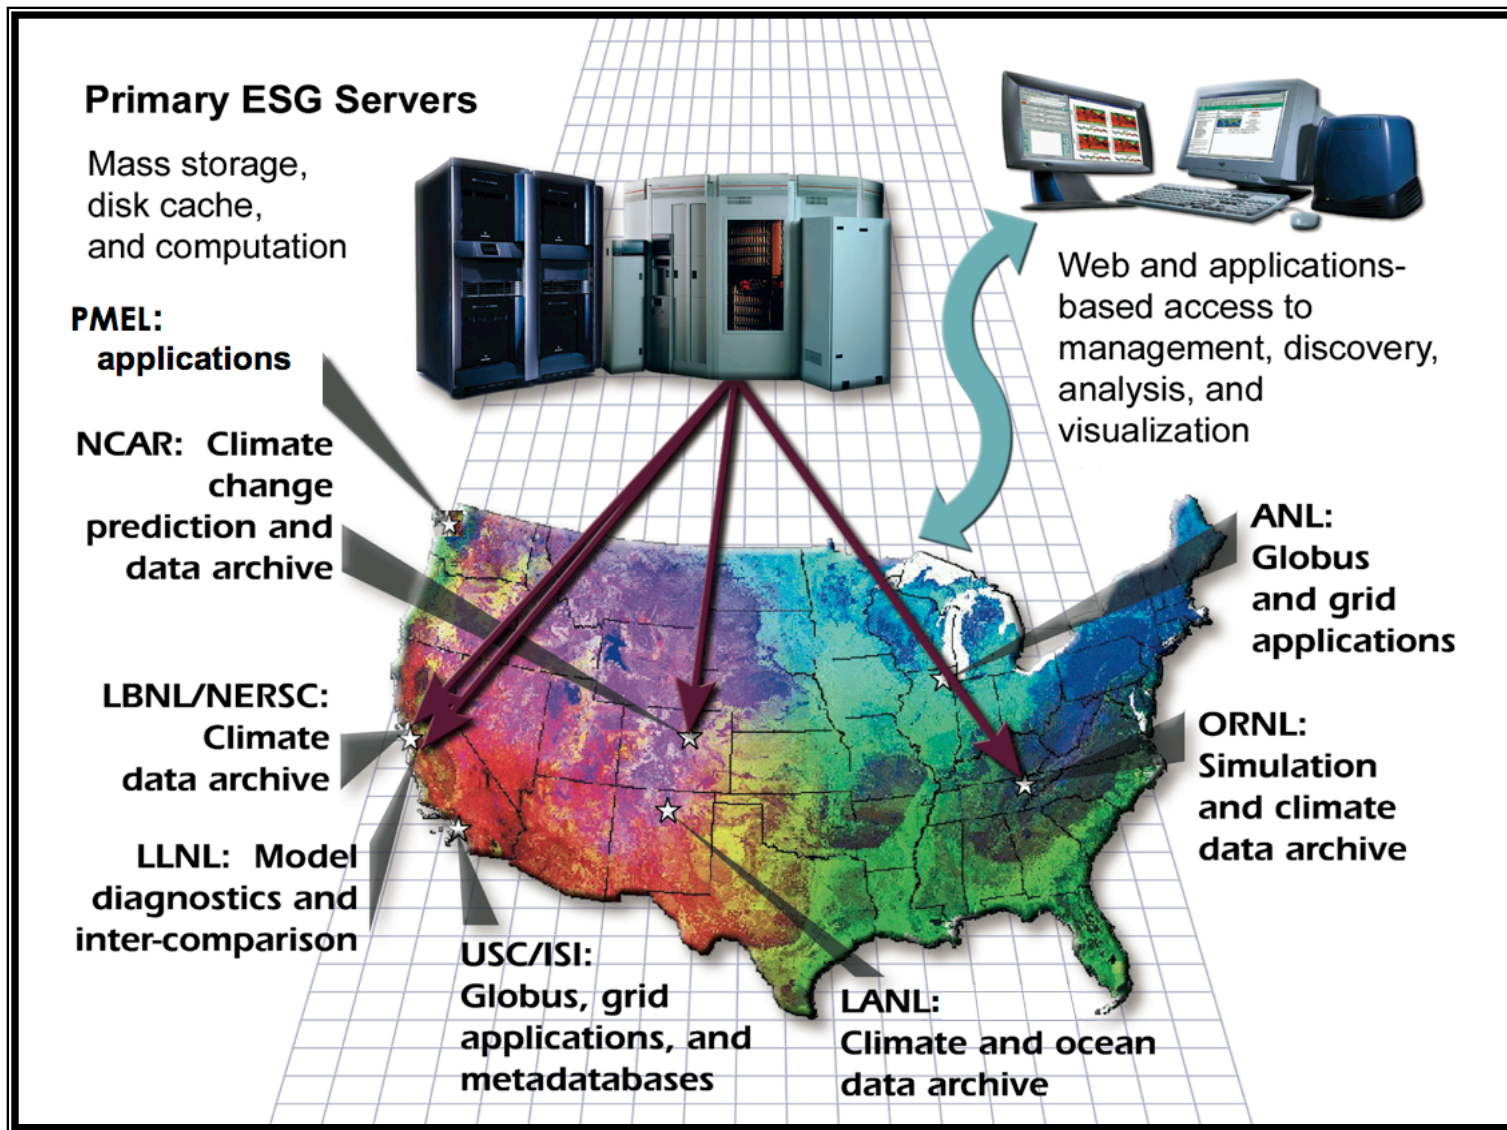 Primary ESG Servers
Mass storage,
disk cache,
and computation
PMEL:
applications
NCAR: Climate
change
prediction and
data archive
LBNL/NERSC:
Climate
data archive
LLNL: Model
diagnostics and
inter-comparison
USC/ISI:
Globus, grid
applications, and
metadatabases
LANL:
Climate and ocean
data archive
Web and applications-
based access to
management, discovery,
analysis, and
visualization
ANL:
Globus
and grid
applications
ORNL:
Simulation
and climate
data archive